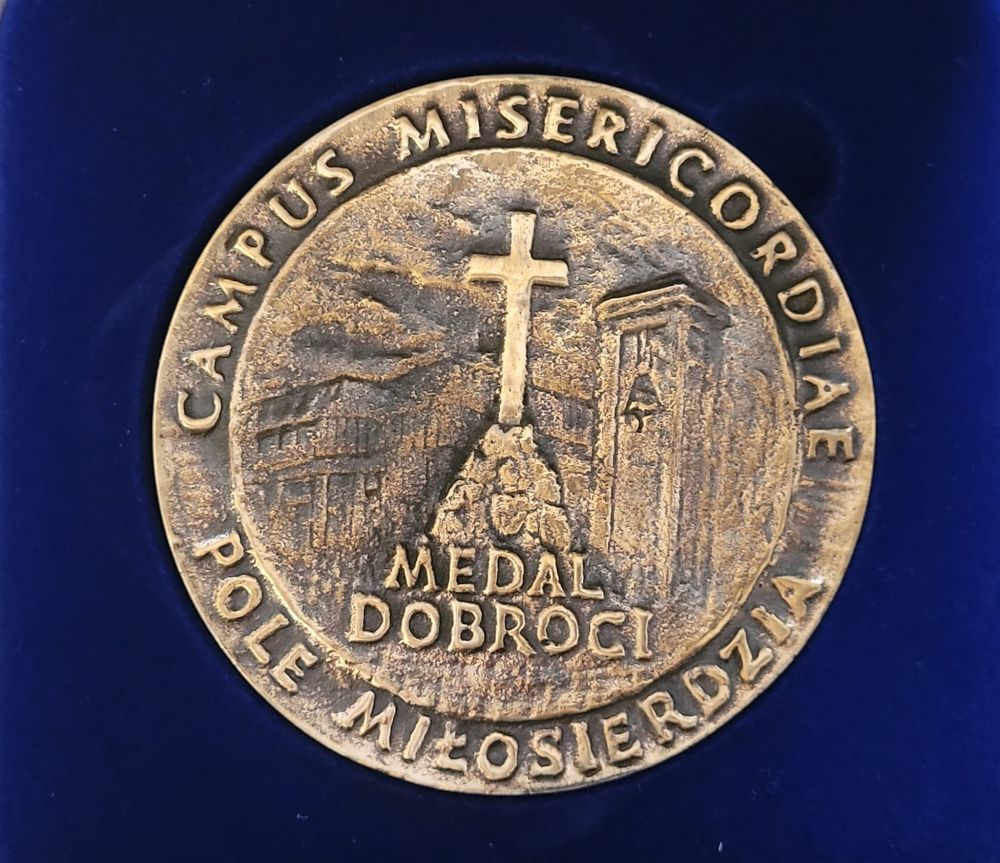 CAMPUS MISERICORDIAE
MEDAL
DOBROCI
POLE MIŁOSIERDZIA